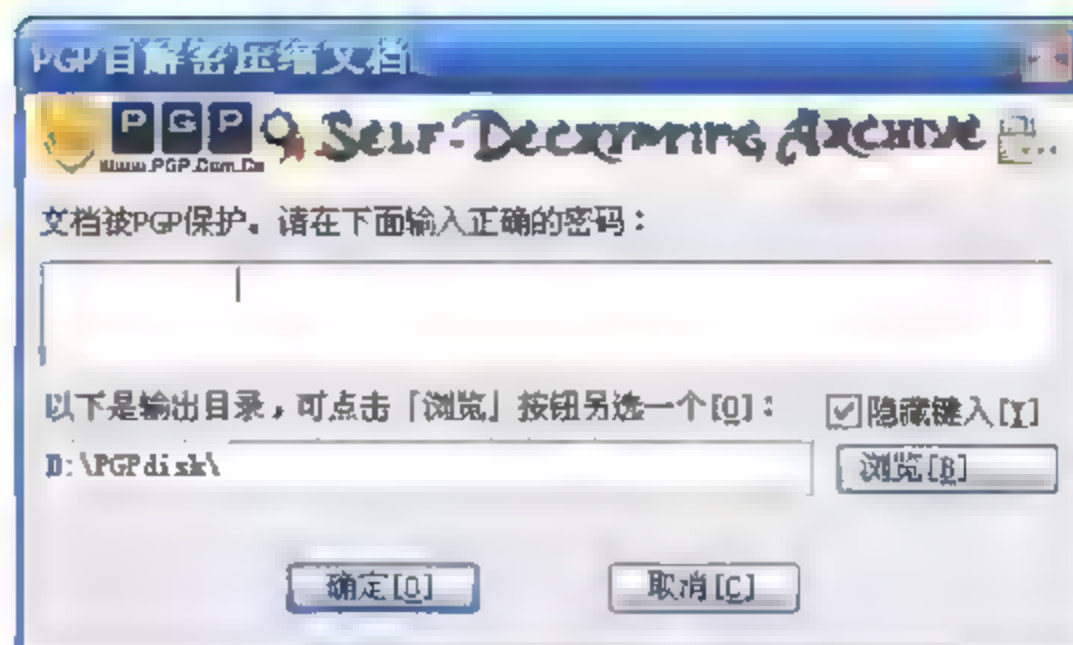 PGP自解密压缩文档
PGP Self-Decrypting Archive
www.PGP.Com.Cn
文档被PGP保护。请在下面输入正确的密码：
以下是输出目录，可点击「浏览」按钮另选一个[O]：
隐藏键入[Y]
D:\PGPdisk\
浏览[B]
确定[O]
取消[C]